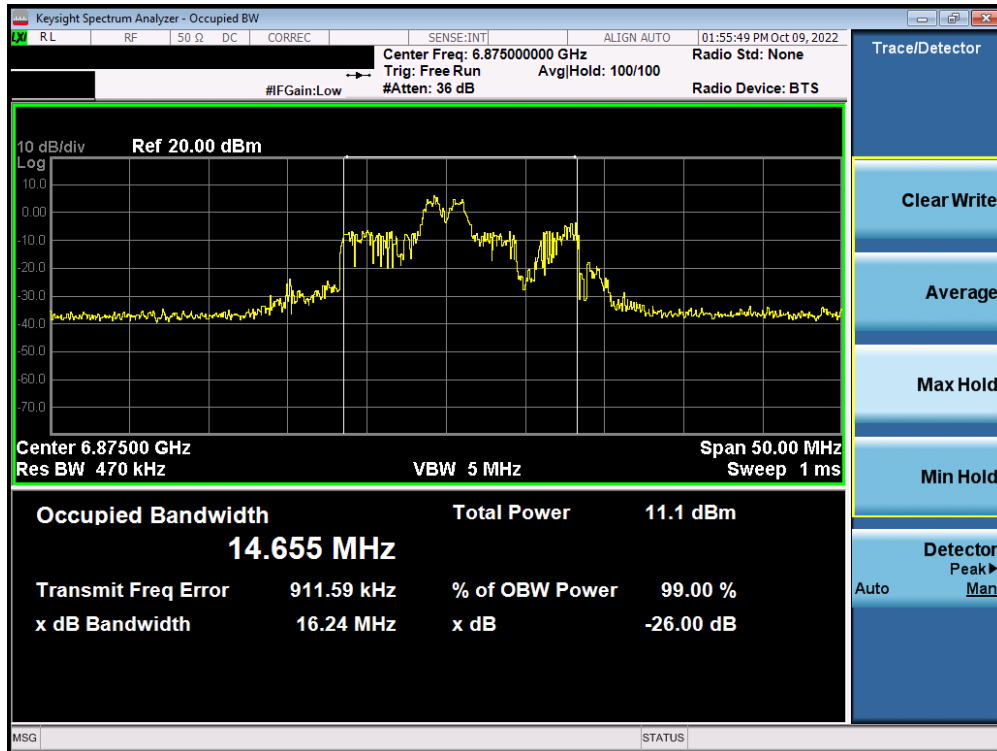 Keysight Spectrum Analyzer - Occupied BW
LXI RL RF 50 Ω DC CORREC SENSE:INT ALIGN AUTO 01:55:49 PM Oct 09, 2022
Center Freq: 6.875000000 GHz Radio Std: None
Trig: Free Run Avg|Hold: 100/100
#IFGain:Low #Atten: 36 dB Radio Device: BTS
Trace/Detector
10 dB/div Ref 20.00 dBm
Log
10.0
0.00
-10.0
-20.0
-30.0
-40.0
-50.0
-60.0
-70.0
Center 6.87500 GHz Span 50.00 MHz
Res BW 470 kHz VBW 5 MHz Sweep 1 ms
Occupied Bandwidth Total Power 11.1 dBm
14.655 MHz
Transmit Freq Error 911.59 kHz % of OBW Power 99.00 %
x dB Bandwidth 16.24 MHz x dB -26.00 dB
Clear Write
Average
Max Hold
Min Hold
Detector
Peak▶
Auto Man
MSG STATUS